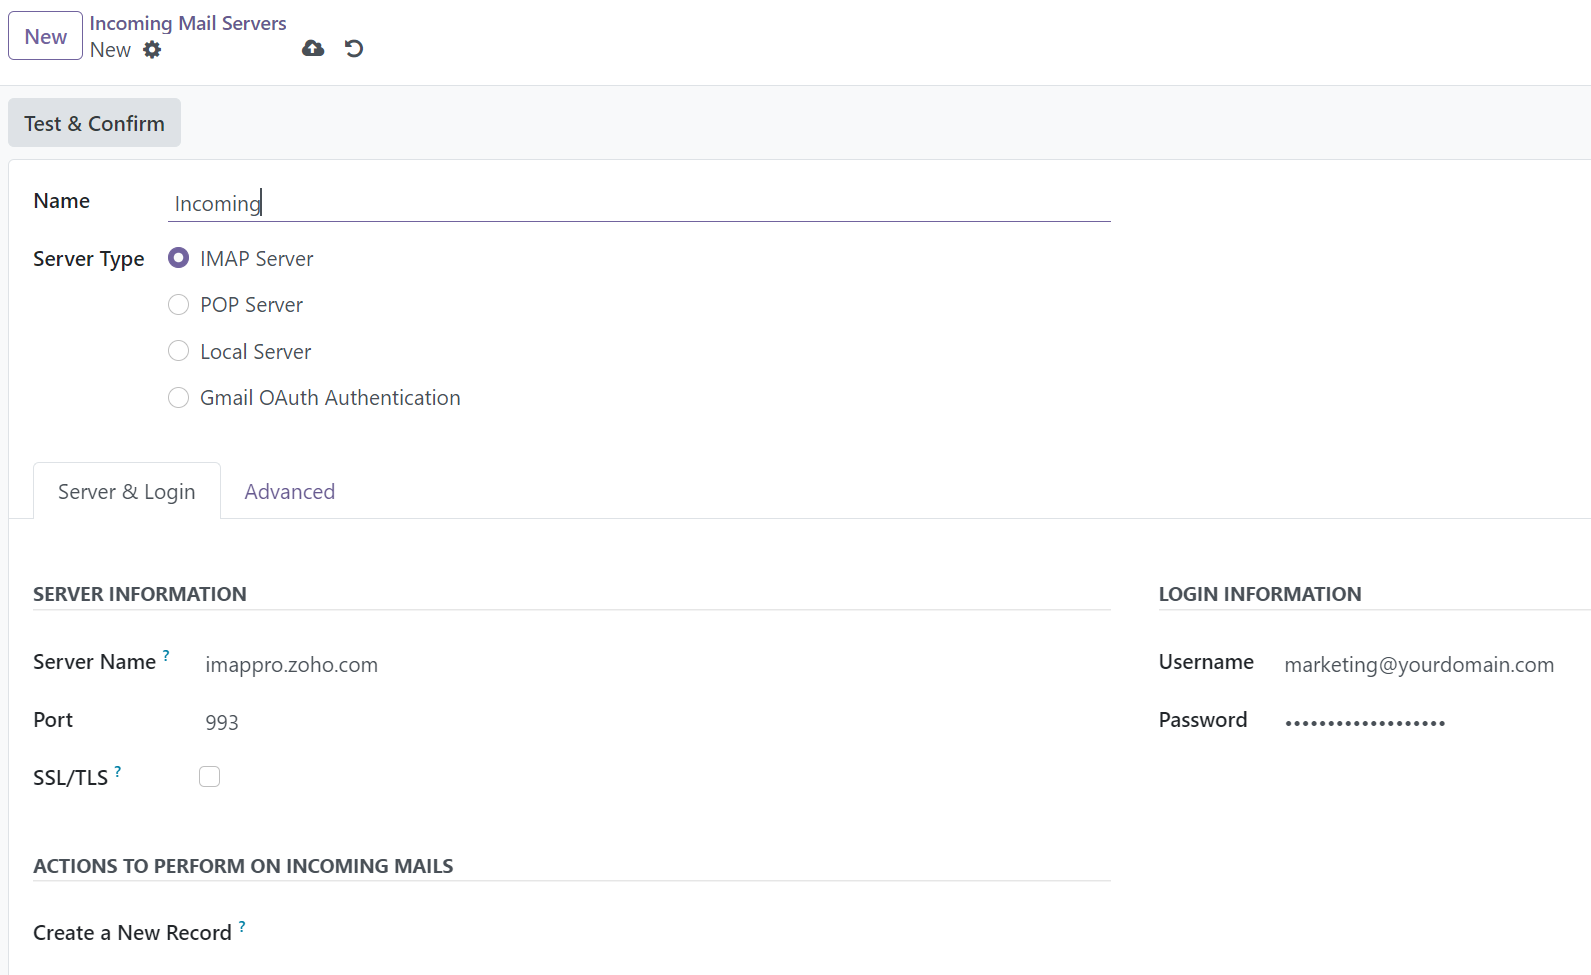 New
Incoming Mail Servers
New
Test & Confirm
Name
Incoming
Server Type
IMAP Server
POP Server
Local Server
Gmail OAuth Authentication
Server & Login
Advanced
SERVER INFORMATION
Server Name ?
imappro.zoho.com
Port
993
SSL/TLS ?
LOGIN INFORMATION
Username
marketing@yourdomain.com
Password
•••••••••••••••••••
ACTIONS TO PERFORM ON INCOMING MAILS
Create a New Record ?